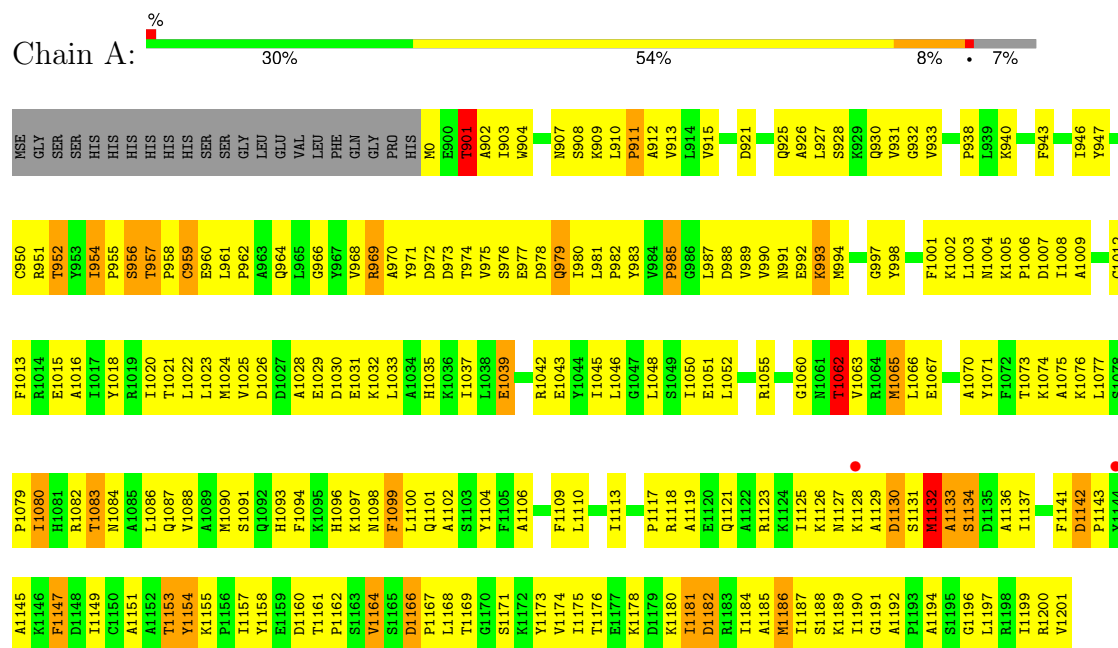 %
Chain A:
30% 54% 8% • 7%
MSE GLY SER SER HIS HIS HIS HIS HIS HIS SER SER GLY LEU GLU VAL LEU PHE GLN GLY PRO HIS M0 E900 T901 A902 I903 W904 N907 S908 K909 L910 P911 A912 V913 L914 V915 D921 Q925 A926 L927 S928 K929 Q930 V931 G932 V933 P938 L939 K940 F943 I946 Y947
C950 R951 T952 Y953 I954 P955 S956 T957 P958 C959 E960 L961 P962 A963 Q964 L965 G966 Y967 V968 R969 A970 Y971 D972 D973 T974 V975 S976 E977 D978 Q979 I980 L981 P982 Y983 V984 P985 G986 L987 D988 V989 V990 N991 E992 K993 K994 G997 Y998 F1001 K1002 L1003 N1004 K1005 P1006 D1007 I1008 A1009 C1012
F1013 R1014 E1015 A1016 I1017 Y1018 R1019 I1020 T1021 L1022 L1023 M1024 V1025 D1026 D1027 A1028 E1029 D1030 E1031 K1032 L1033 A1034 H1035 K1036 I1037 L1038 E1039 R1042 E1043 Y1044 I1045 L1046 G1047 L1048 S1049 I1050 E1051 L1052 R1055 G1060 N1061 T1062 V1063 R1064 M1065 L1066 E1067 A1070 Y1071 F1072 T1073 K1074 A1075 K1076 L1077 S1078
P1079 I1080 H1081 R1082 T1083 N1084 A1085 L1086 Q1087 V1088 A1089 M1090 S1091 Q1092 H1093 F1094 K1095 H1096 K1097 N1098 F1099 L1100 Q1101 A1102 S1103 Y1104 F1105 A1106 F1109 L1110 I1113 P1117 R1118 A1119 E1120 Q1121 A1122 R1123 K1124 I1125 K1126 N1127 K1128 A1129 D1130 S1131 M1132 A1133 S1134 D1135 A1136 I1137 F1141 D1142 P1143 Y1144
A1145 K1146 F1147 D1148 I1149 C1150 A1151 A1152 T1153 Y1154 K1155 P1156 I1157 Y1158 E1159 D1160 T1161 P1162 S1163 V1164 S1165 D1166 P1167 L1168 T1169 G1170 S1171 K1172 Y1173 V1174 I1175 T1176 E1177 K1178 D1179 K1180 I1181 D1182 R1183 I1184 A1185 M1186 I1187 S1188 K1189 I1190 G1191 A1192 P1193 A1194 S1195 G1196 L1197 R1198 I1199 R1200 V1201